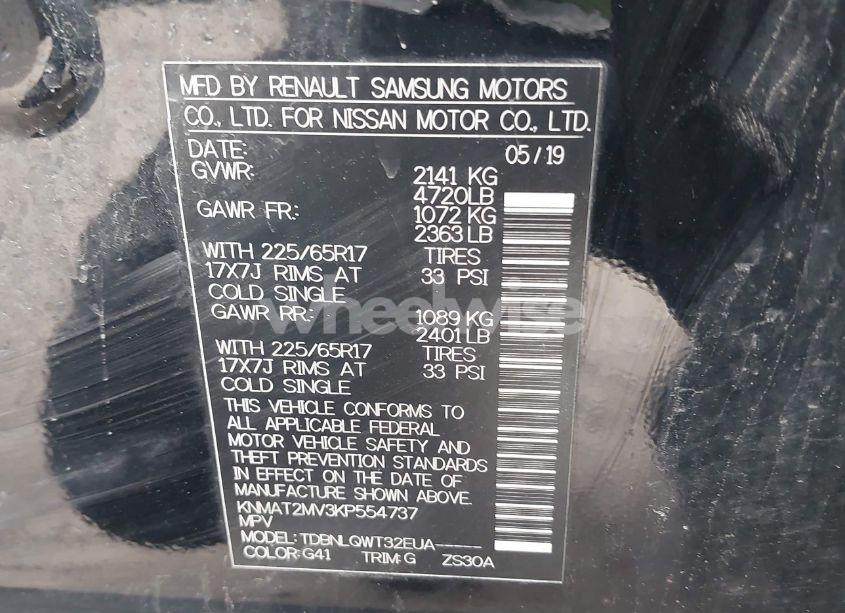 MFD BY RENAULT SAMSUNG MOTORS
CO., LTD. FOR NISSAN MOTOR CO., LTD.
DATE: 05/19
GVWR: 2141 KG
4720LB
GAWR FR: 1072 KG
2363LB
WITH 225/65R17 TIRES
17X7J RIMS AT 33 PSI
COLD SINGLE
GAWR RR: 1089 KG
2401LB
WITH 225/65R17 TIRES
17X7J RIMS AT 33 PSI
COLD SINGLE
THIS VEHICLE CONFORMS TO
ALL APPLICABLE FEDERAL
MOTOR VEHICLE SAFETY AND
THEFT PREVENTION STANDARDS
IN EFFECT ON THE DATE OF
MANUFACTURE SHOWN ABOVE.
KNMAT2MV3KP554737
MPV
MODEL: TDBNLQWT32EUA-----
COLOR:G41 TRIM:G ZS30A
wheelwise